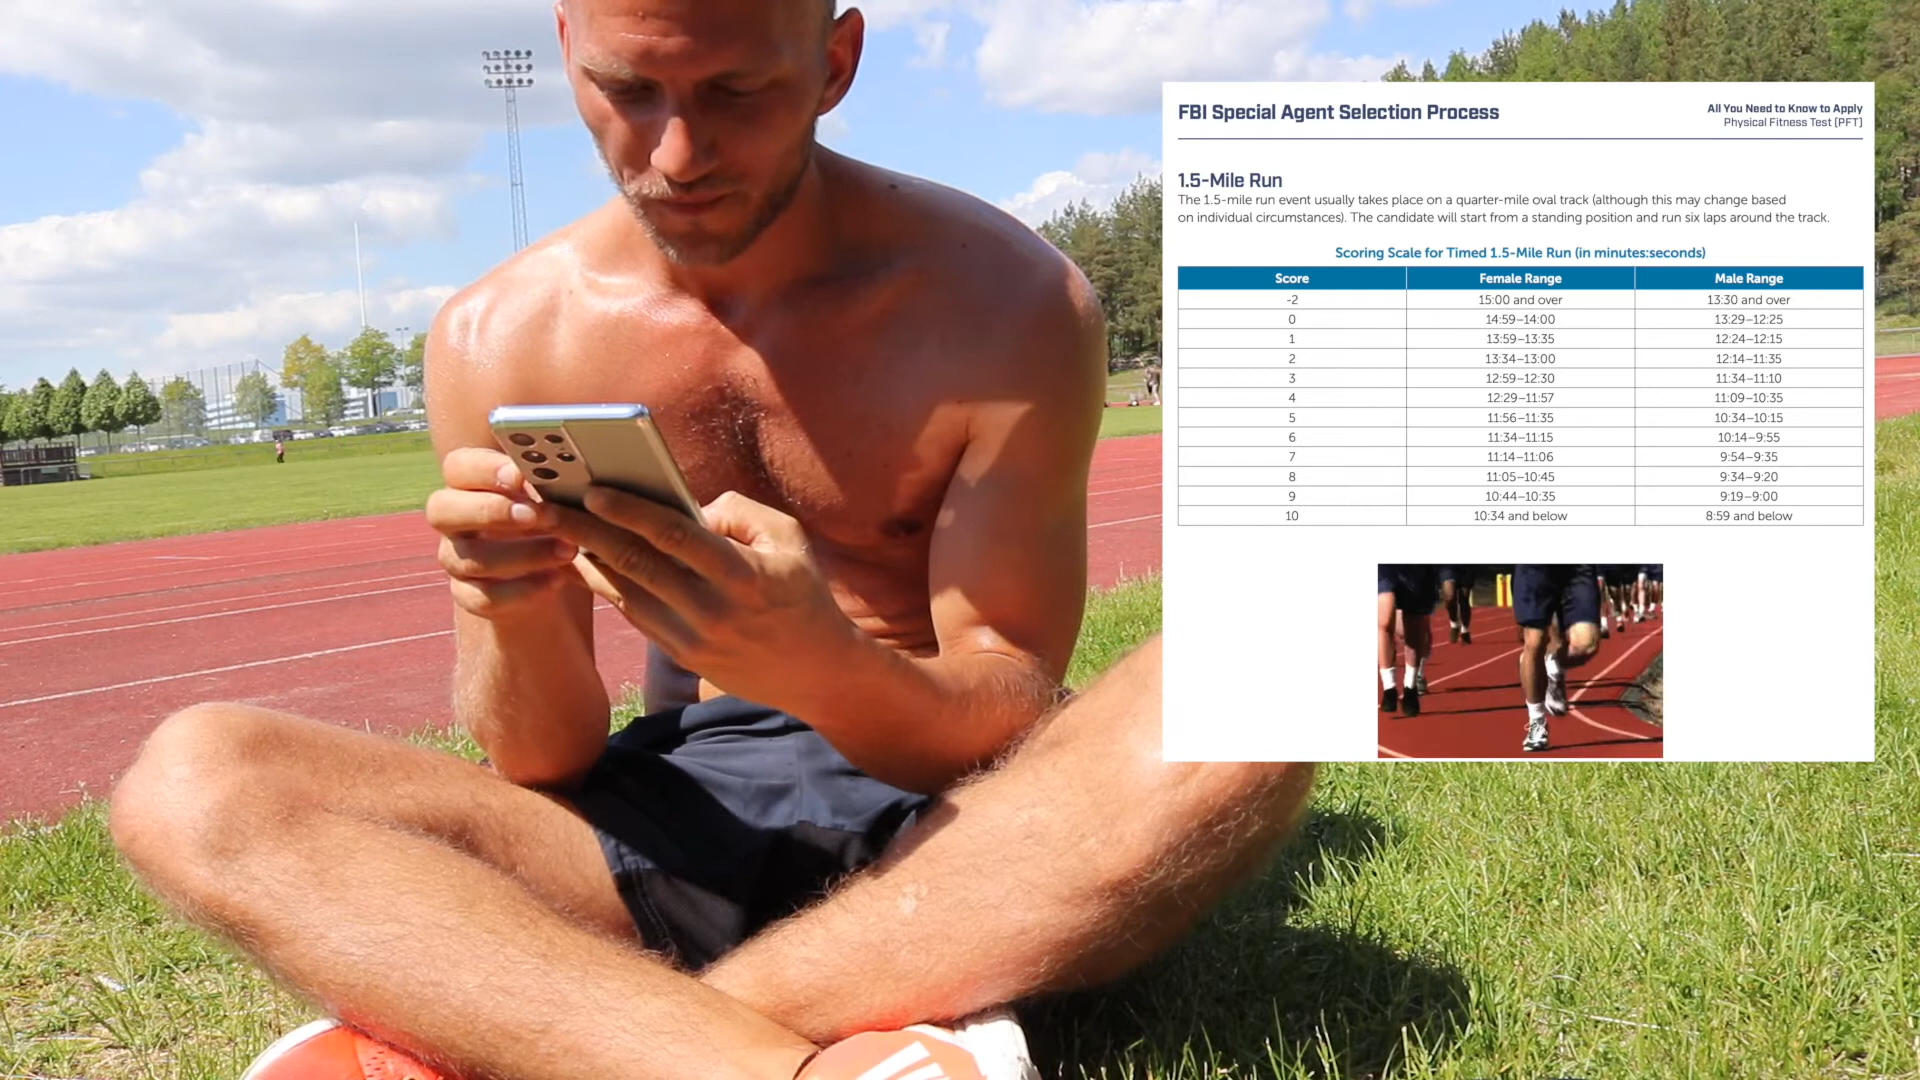 FBI Special Agent Selection Process
All You Need to Know to Apply
Physical Fitness Test [PFT]
1.5-Mile Run
The 1.5-mile run event usually takes place on a quarter-mile oval track (although this may change based
on individual circumstances). The candidate will start from a standing position and run six laps around the track.
Scoring Scale for Timed 1.5-Mile Run (in minutes:seconds)
Score Female Range Male Range
-2 15:00 and over 13:30 and over
0 14:59–14:00 13:29–12:25
1 13:59–13:35 12:24–12:15
2 13:34–13:00 12:14–11:35
3 12:59–12:30 11:34–11:10
4 12:29–11:57 11:09–10:35
5 11:56–11:35 10:34–10:15
6 11:34–11:15 10:14–9:55
7 11:14–11:06 9:54–9:35
8 11:05–10:45 9:34–9:20
9 10:44–10:35 9:19–9:00
10 10:34 and below 8:59 and below